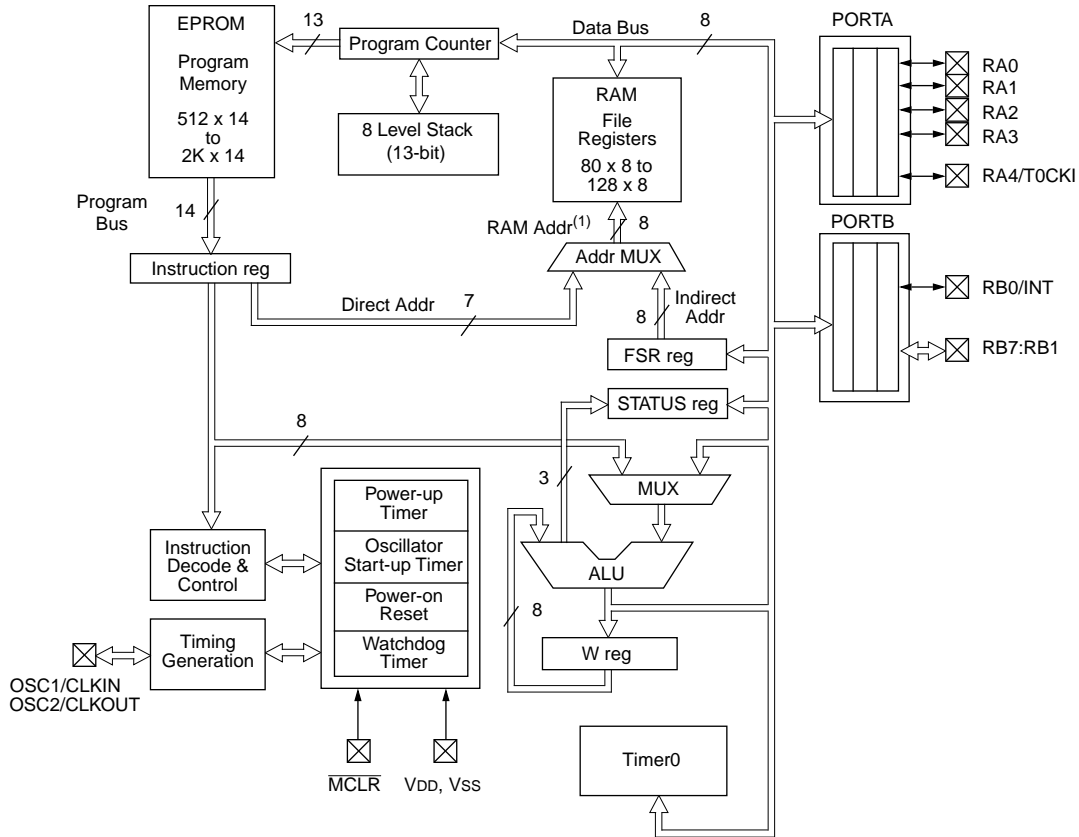 EPROM
Program
Memory
512 x 14
to
2K x 14
13
Program Counter
8 Level Stack
(13-bit)
Data Bus
8
RAM
File
Registers
80 x 8 to
128 x 8
PORTA
RA0
RA1
RA2
RA3
RA4/T0CKI
Program
Bus
14
RAM Addr(1)
8
Addr MUX
PORTB
RB0/INT
RB7:RB1
Instruction reg
Direct Addr
7
8
Indirect
Addr
FSR reg
STATUS reg
8
3
MUX
Power-up
Timer
Oscillator
Start-up Timer
Power-on
Reset
Watchdog
Timer
Instruction
Decode &
Control
ALU
8
W reg
Timing
Generation
OSC1/CLKIN
OSC2/CLKOUT
MCLR
VDD, VSS
Timer0